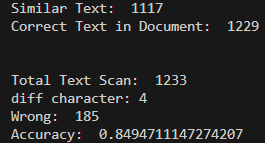 Similar Text:  1117
Correct Text in Document:  1229
Total Text Scan:  1233
diff character: 4
Wrong:  185
Accuracy:  0.8494711147274207